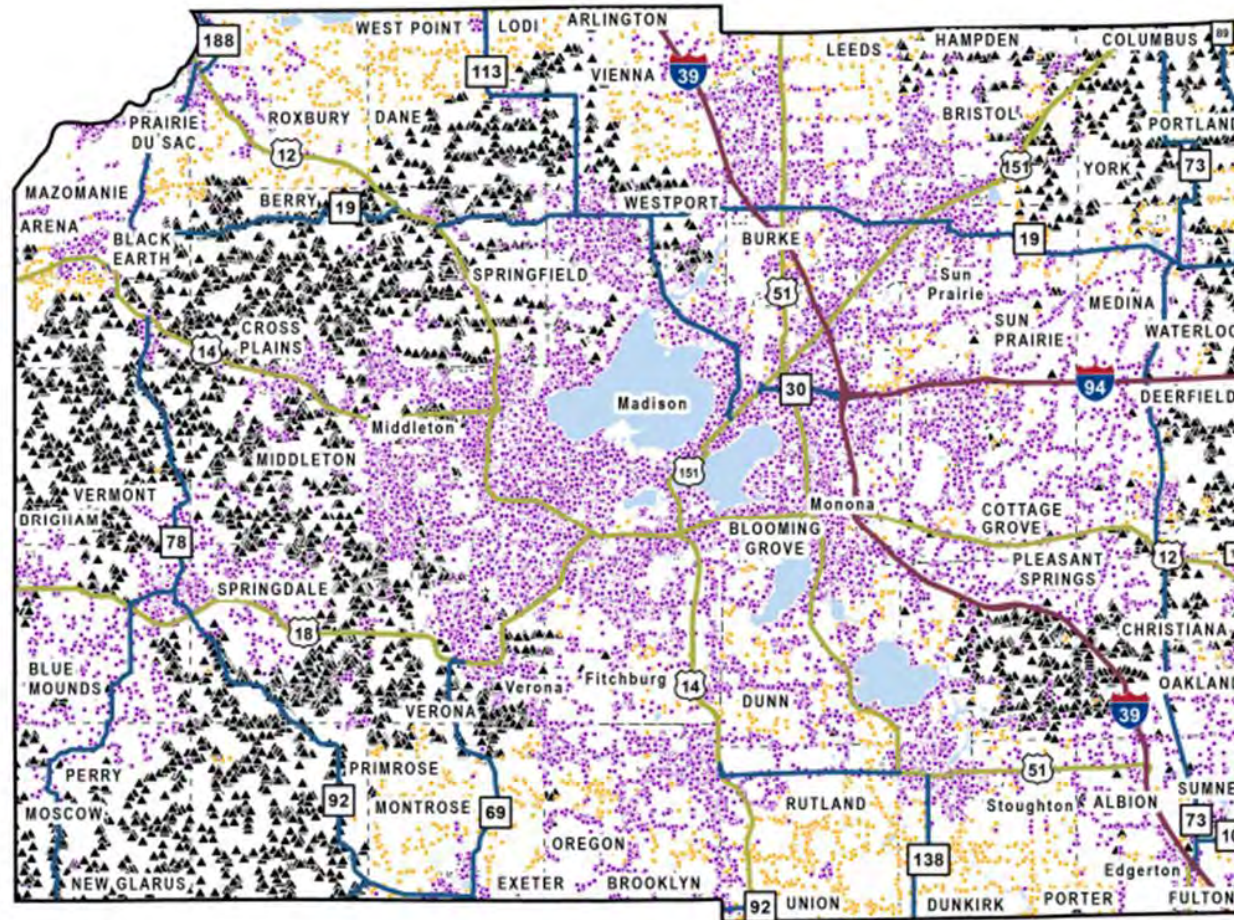 WEST POINT
LODI
ARLINGTON
188
113
VIENNA
39
LEEDS
HAMPDEN
COLUMBUS
89
PRAIRIE
DU SAC
ROXBURY
DANE
BRISTOL
PORTLAND
12
151
YORK
73
MAZOMANIE
BERRY
19
WESTPORT
ARENA
BLACK
EARTH
BURKE
19
SPRINGFIELD
Sun
Prairie
51
MEDINA
CROSS
PLAINS
14
SUN
PRAIRIE
WATERLOO
Madison
30
94
DEERFIELD
Middleton
MIDDLETON
151
VERMONT
Monona
COTTAGE
GROVE
BLOOMING
GROVE
78
12
PLEASANT
SPRINGS
SPRINGDALE
18
CHRISTIANA
BLUE
MOUNDS
Verona
Fitchburg
14
OAKLAND
DUNN
39
VERONA
PERRY
PRIMROSE
51
MOSCOW
92
MONTROSE
69
RUTLAND
Stoughton
ALBION
SUMNE
73
10
OREGON
138
Edgerton
NEW GLARUS
EXETER
BROOKLYN
92
UNION
DUNKIRK
PORTER
FULTON